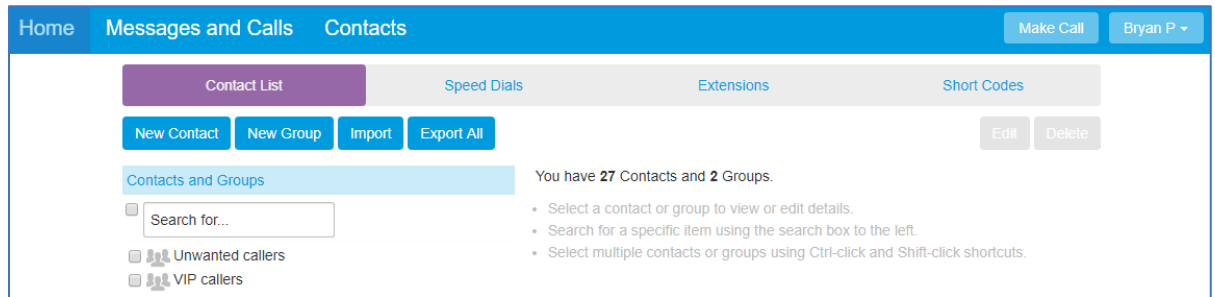 Home Messages and Calls Contacts Make Call Bryan P
Contact List Speed Dials Extensions Short Codes
New Contact New Group Import Export All Edit Delete
Contacts and Groups
Search for...
Unwanted callers
VIP callers
You have 27 Contacts and 2 Groups.
• Select a contact or group to view or edit details.
• Search for a specific item using the search box to the left.
• Select multiple contacts or groups using Ctrl-click and Shift-click shortcuts.